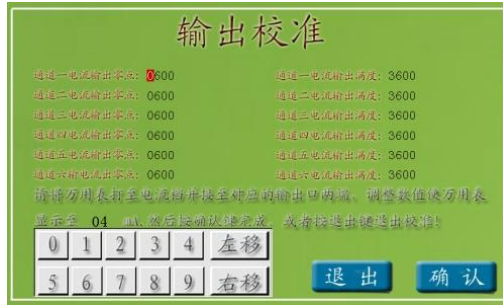 输出校准
通道一电流输出零点: 0600 通道一电流输出满度: 3600
通道二电流输出零点: 0600 通道二电流输出满度: 3600
通道三电流输出零点: 0600 通道三电流输出满度: 3600
通道四电流输出零点: 0600 通道四电流输出满度: 3600
通道五电流输出零点: 0600 通道五电流输出满度: 3600
通道六输电流出零点: 0600 通道六电流输出满度: 3600
请将万用表打至电流档并接至对应的输出口两端, 调整数值使万用表
显示至 04 mA, 然后按确认键完成, 或者按退出键退出校准!
0 1 2 3 4 左移
5 6 7 8 9 右移
退出 确认